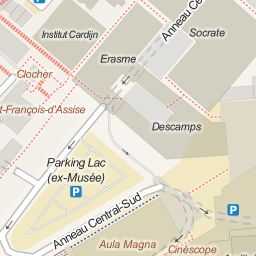 Institut Cardijn
Anneau Ce
Socrate
Erasme
Clocher
t-François-d'Assise
Descamps
Parking Lac
(ex-Musée)
P
P
Anneau Central-Sud
Aula Magna
Cinéscope